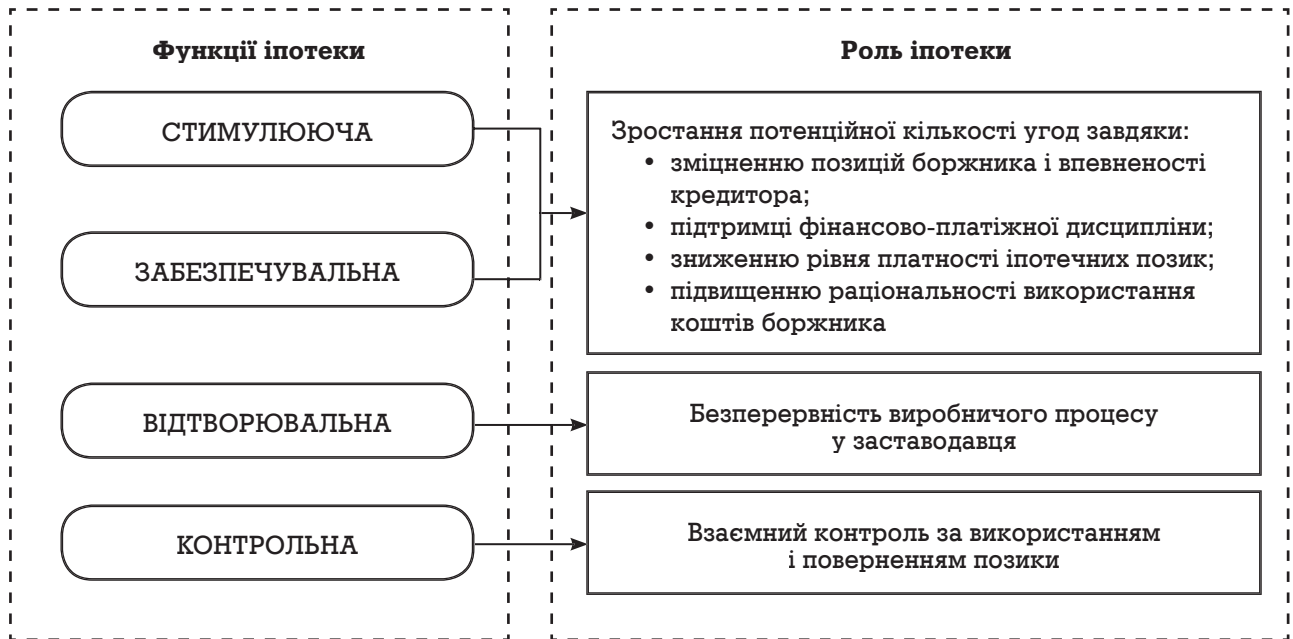 Функції іпотеки
СТИМУЛЮЮЧА
ЗАБЕЗПЕЧУВАЛЬНА
ВІДТВОРЮВАЛЬНА
КОНТРОЛЬНА
Роль іпотеки
Зростання потенційної кількості угод завдяки:
• зміцненню позицій боржника і впевненості
кредитора;
• підтримці фінансово-платіжної дисципліни;
• зниженню рівня платності іпотечних позик;
• підвищенню раціональності використання
коштів боржника
Безперервність виробничого процесу
у заставодавця
Взаємний контроль за використанням
і поверненням позики